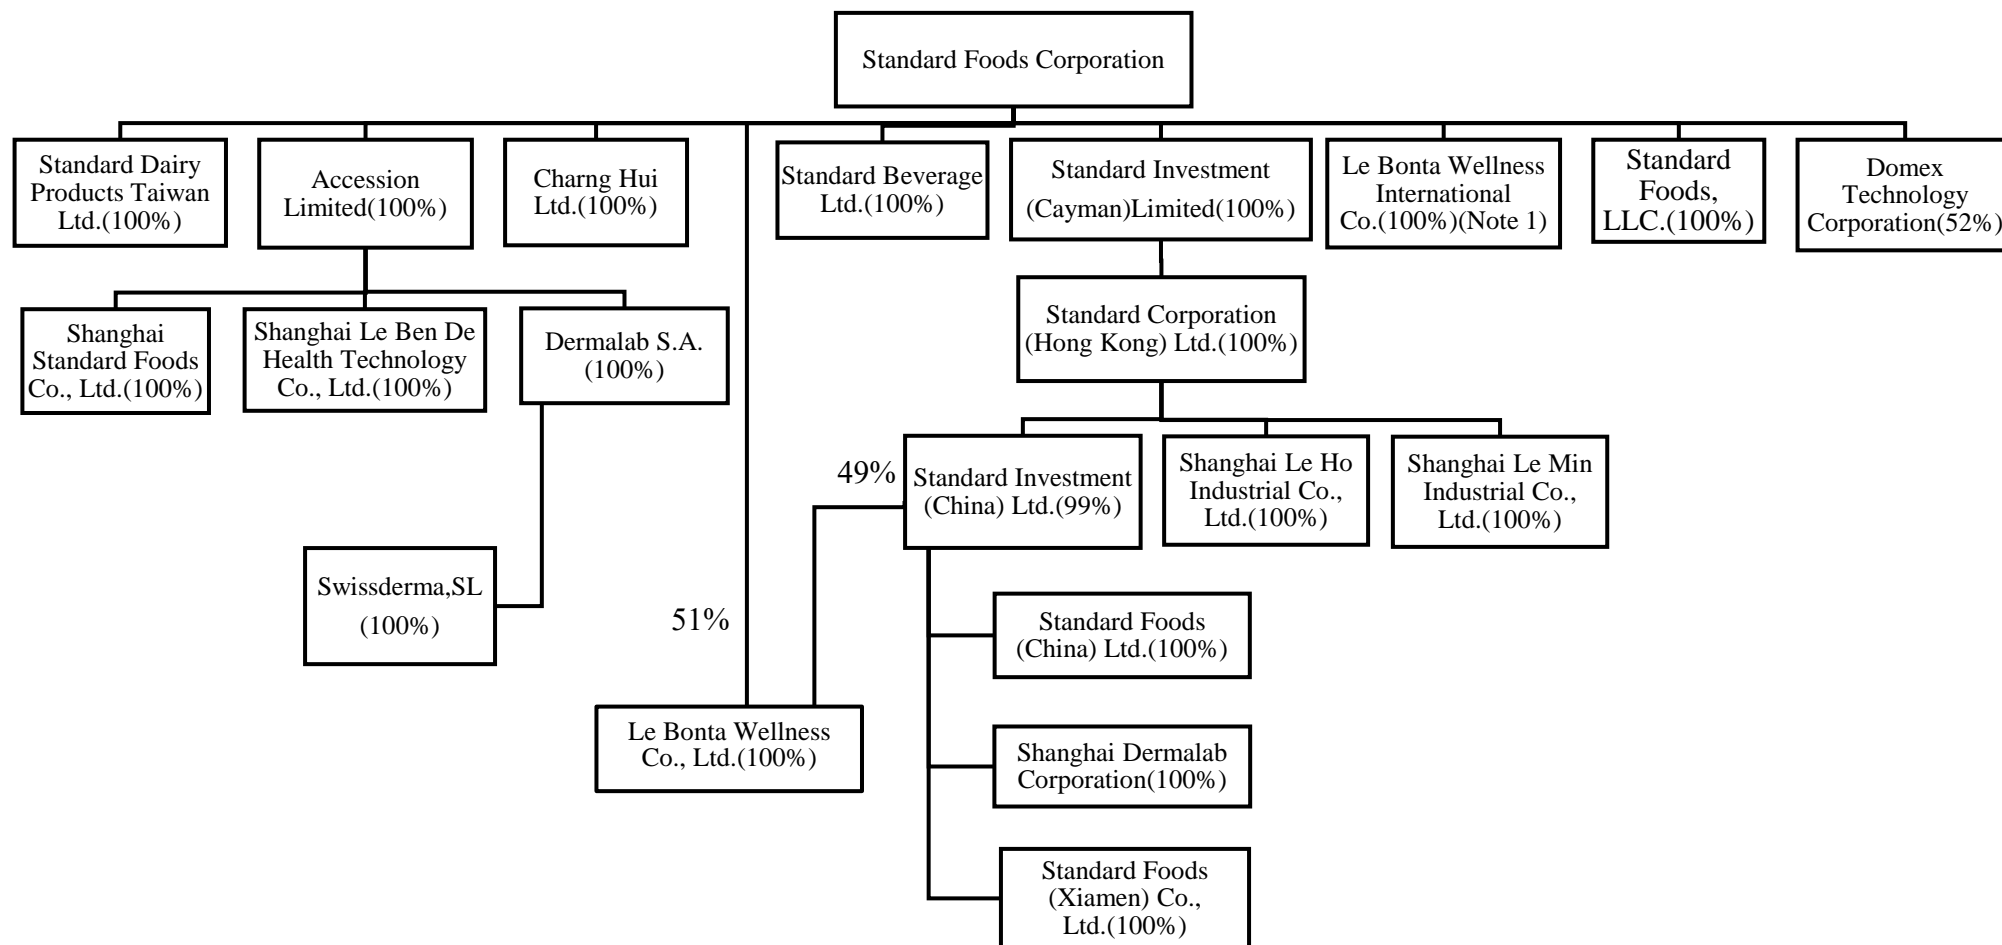 Standard Foods Corporation
Standard Dairy
Products Taiwan
Ltd.(100%)
Accession
Limited(100%)
Charng Hui
Ltd.(100%)
Standard Beverage
Ltd.(100%)
Standard Investment
(Cayman)Limited(100%)
Le Bonta Wellness
International
Co.(100%)(Note 1)
Standard
Foods,
LLC.(100%)
Domex
Technology
Corporation(52%)
Shanghai
Standard Foods
Co., Ltd.(100%)
Shanghai Le Ben De
Health Technology
Co., Ltd.(100%)
Dermalab S.A.
(100%)
Standard Corporation
(Hong Kong) Ltd.(100%)
49%
Standard Investment
(China) Ltd.(99%)
Shanghai Le Ho
Industrial Co.,
Ltd.(100%)
Shanghai Le Min
Industrial Co.,
Ltd.(100%)
Swissderma,SL
(100%)
51%
Standard Foods
(China) Ltd.(100%)
Le Bonta Wellness
Co., Ltd.(100%)
Shanghai Dermalab
Corporation(100%)
Standard Foods
(Xiamen) Co.,
Ltd.(100%)